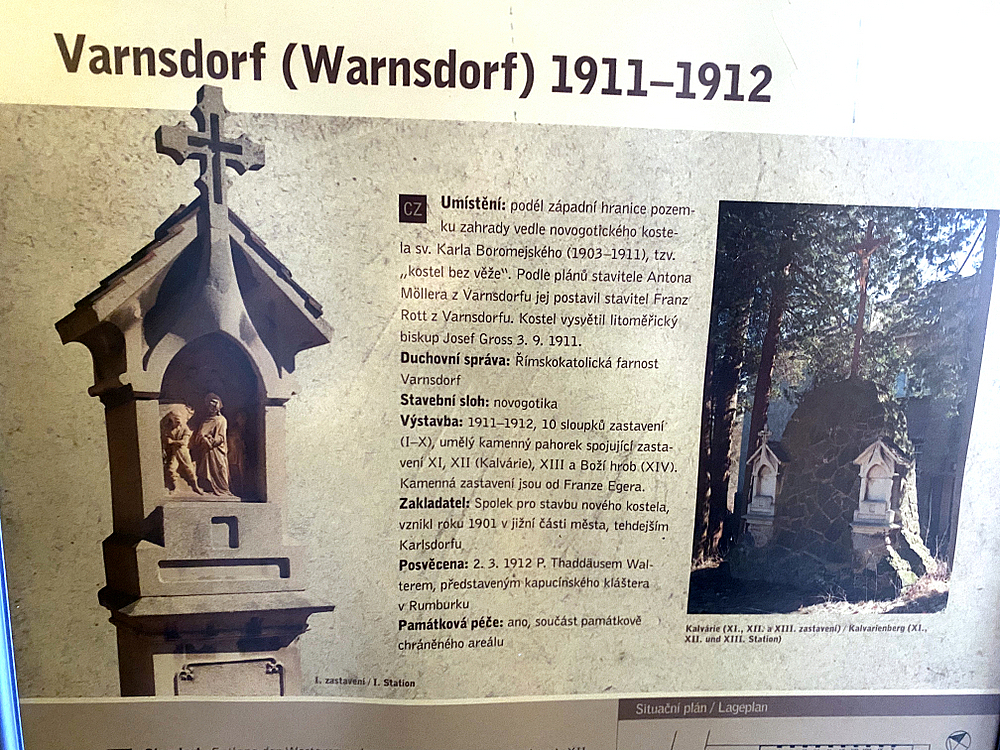 Varnsdorf (Warnsdorf) 1911–1912
CZ
Umístění: podél západní hranice pozem-
ku zahrady vedle novogotického koste-
la sv. Karla Boromejského (1903–1911), tzv.
„kostel bez věže“. Podle plánů stavitele Antona
Möllera z Varnsdorfu jej postavil stavitel Franz
Rott z Varnsdorfu. Kostel vysvětil litoměřický
biskup Josef Gross 3. 9. 1911.
Duchovní správa: Římskokatolická farnost
Varnsdorf
Stavební sloh: novogotika
Výstavba: 1911–1912, 10 sloupků zastavení
(I–X), umělý kamenný pahorek spojující zasta-
vení XI, XII (Kalvárie), XIII a Boží hrob (XIV).
Kamenná zastavení jsou od Franze Egera.
Zakladatel: Spolek pro stavbu nového kostela,
vznikl roku 1901 v jižní části města, tehdejším
Karlsdorfu
Posvěcena: 2. 3. 1912 P. Thaddäusem Wal-
terem, představeným kapucínského kláštera
v Rumburku
Památková péče: ano, součást památkově
chráněného areálu
I. zastavení / I. Station
Kalvárie (XI., XII. a XIII. zastavení) / Kalvarienberg (XI.,
XII. und XIII. Station)
Situační plán / Lageplan